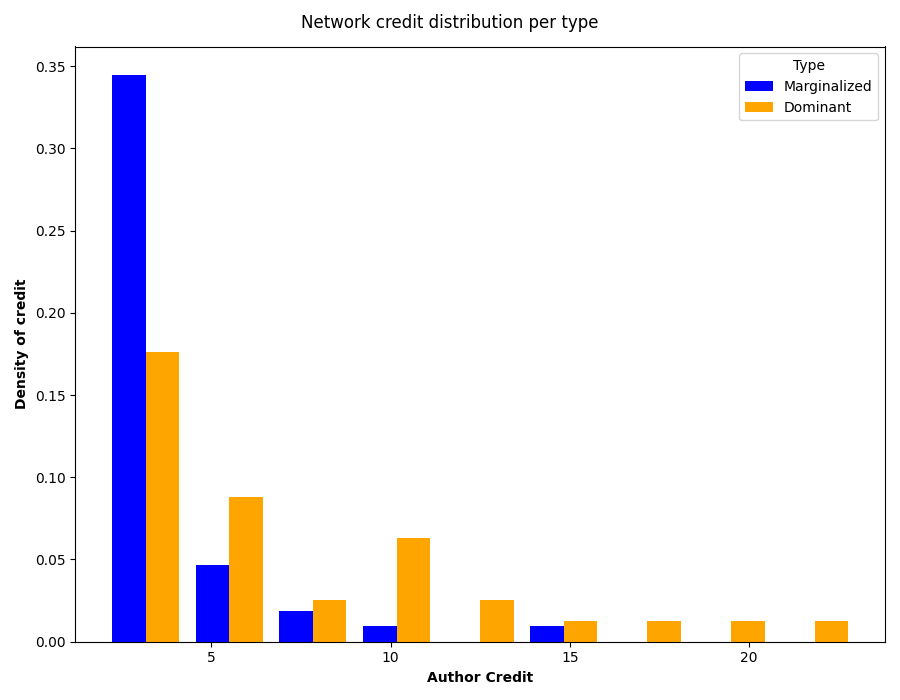 Network credit distribution per type
Type
Marginalized
Dominant
0.35
0.30
0.25
0.20
0.15
0.10
0.05
0.00
Density of credit
5
10
15
20
Author Credit